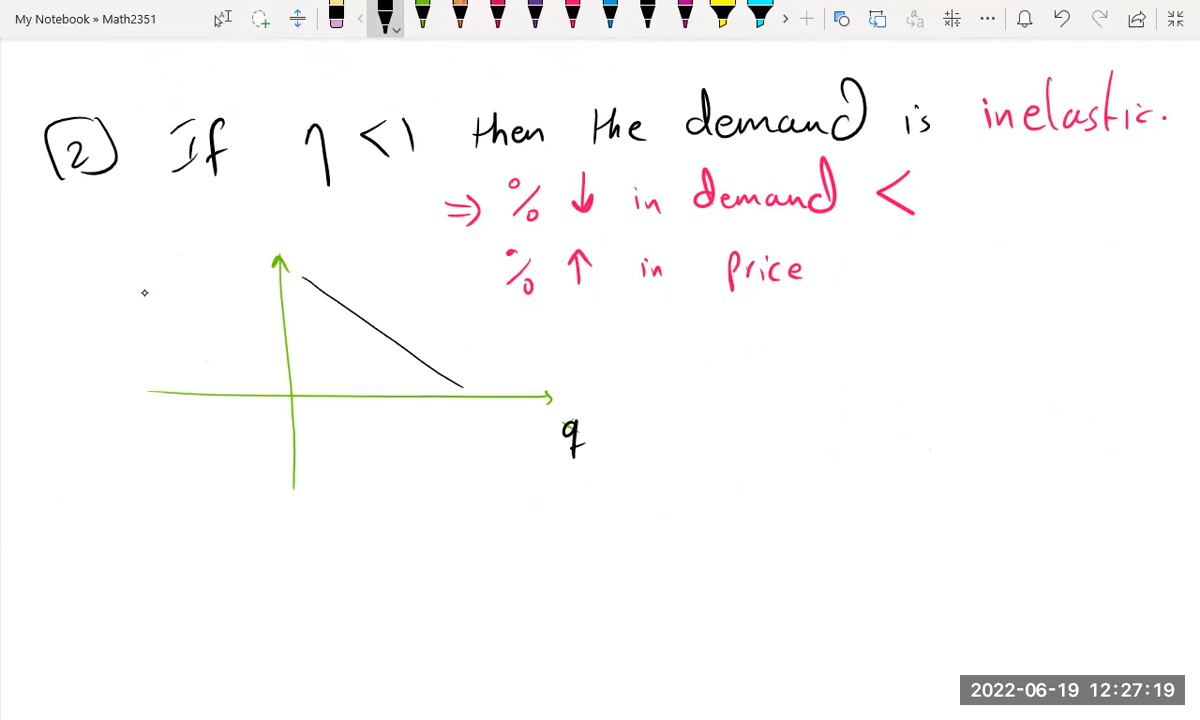 My Notebook » Math2351
② If η < 1 then the demand is inelastic.
⇒ % ↓ in demand <
% ↑ in price
q
2022-06-19 12:27:19